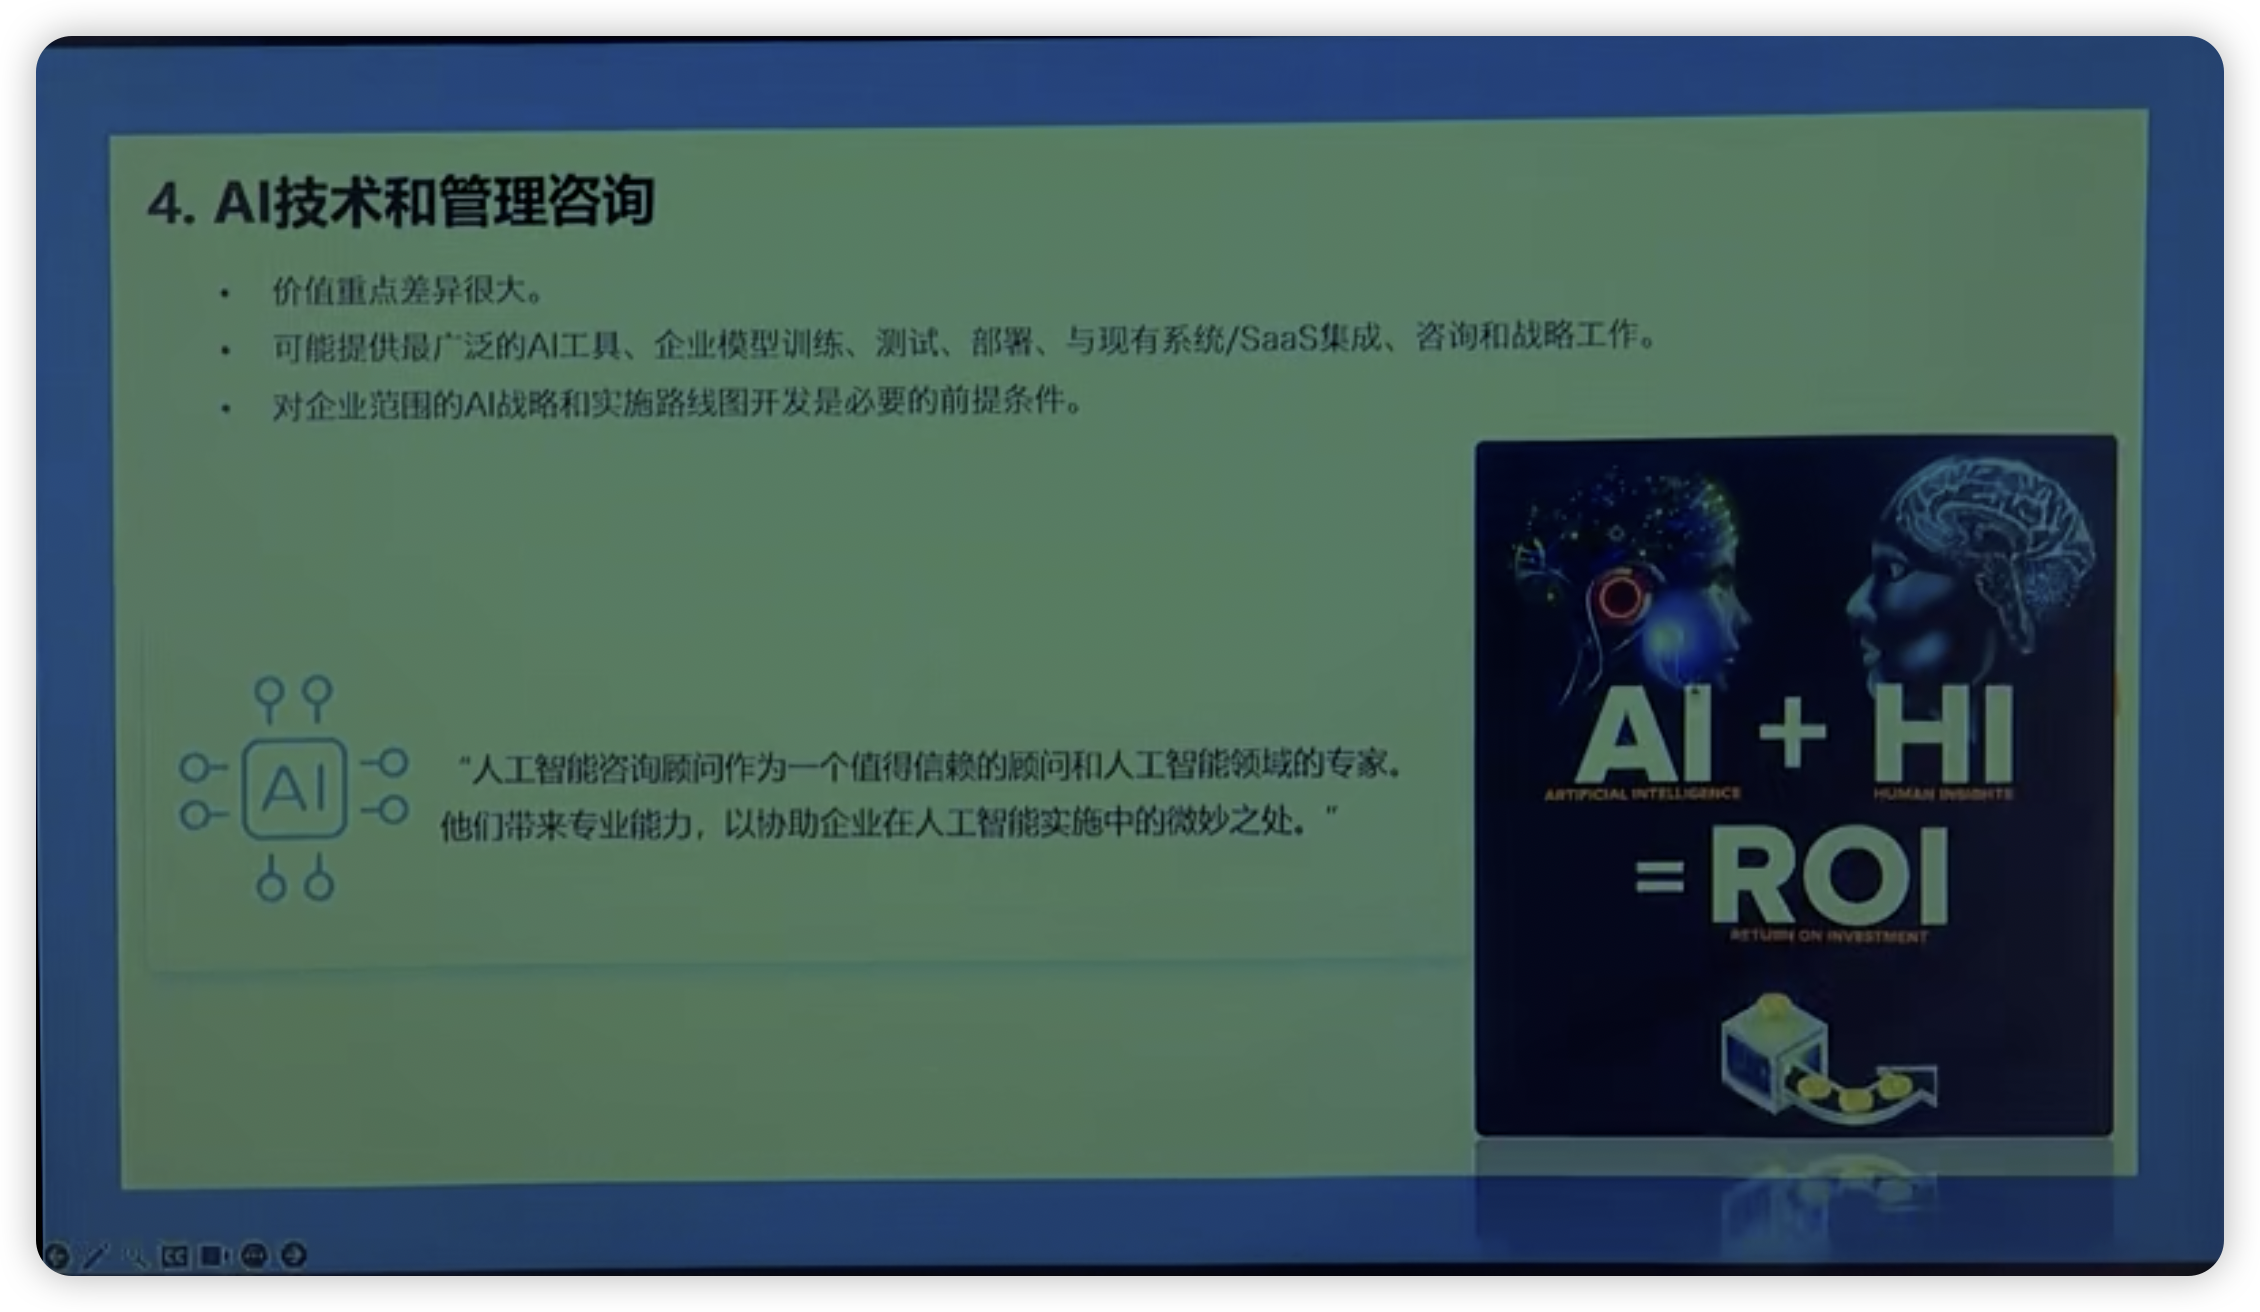 4. AI技术和管理咨询
• 价值重点差异很大。
• 可能提供最广泛的AI工具、企业模型训练、测试、部署、与现有系统/SaaS集成、咨询和战略工作。
• 对企业范围的AI战略和实施路线图开发是必要的前提条件。
AI
“人工智能咨询顾问作为一个值得信赖的顾问和人工智能领域的专家。
他们带来专业能力，以协助企业在人工智能实施中的微妙之处。”
AI + HI
ARTIFICIAL INTELLIGENCE HUMAN INSIGHTS
= ROI
RETURN ON INVESTMENT
CC